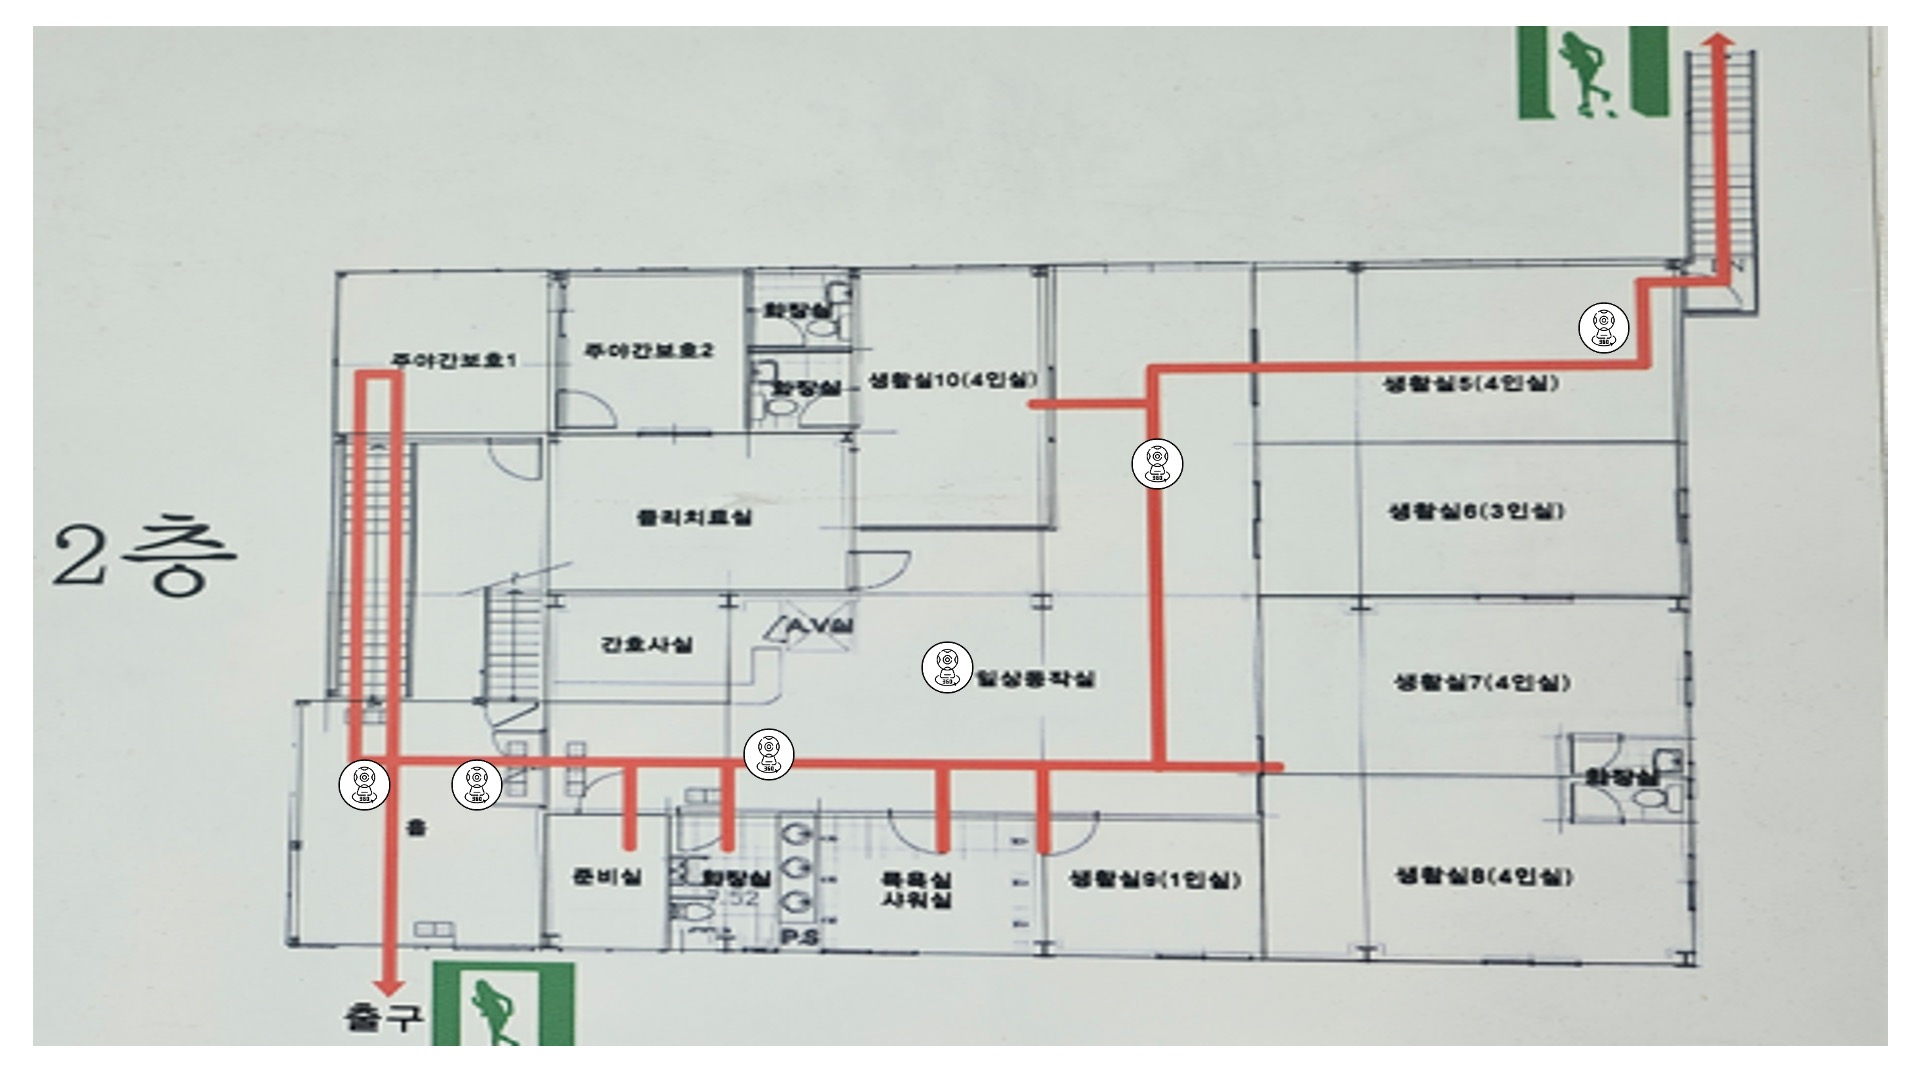 화장실
주야간보호1
주야간보호2
화장실
생활실10(4인실)
생활실5(4인실)
2층
물리치료실
생활실6(3인실)
간호사실
A.V실
일상동작실
생활실7(4인실)
화장실
홀
준비실
화장실
52
목욕실
샤워실
생활실9(1인실)
생활실8(4인실)
P.S
출구